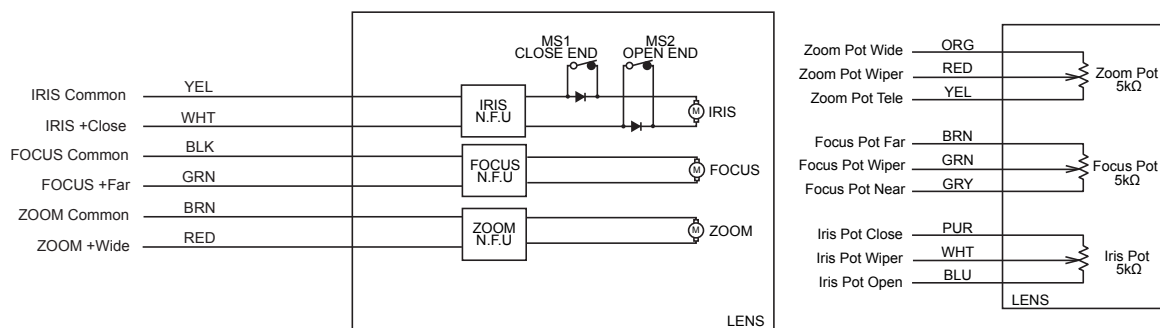 MS1
CLOSE END
MS2
OPEN END
IRIS Common YEL
IRIS +Close WHT
IRIS
N.F.U
M
IRIS
FOCUS Common BLK
FOCUS +Far GRN
FOCUS
N.F.U
M
FOCUS
ZOOM Common BRN
ZOOM +Wide RED
ZOOM
N.F.U
M
ZOOM
LENS
Zoom Pot Wide ORG
Zoom Pot Wiper RED
Zoom Pot Tele YEL
Zoom Pot
5kΩ
Focus Pot Far BRN
Focus Pot Wiper GRN
Focus Pot Near GRY
Focus Pot
5kΩ
Iris Pot Close PUR
Iris Pot Wiper WHT
Iris Pot Open BLU
Iris Pot
5kΩ
LENS